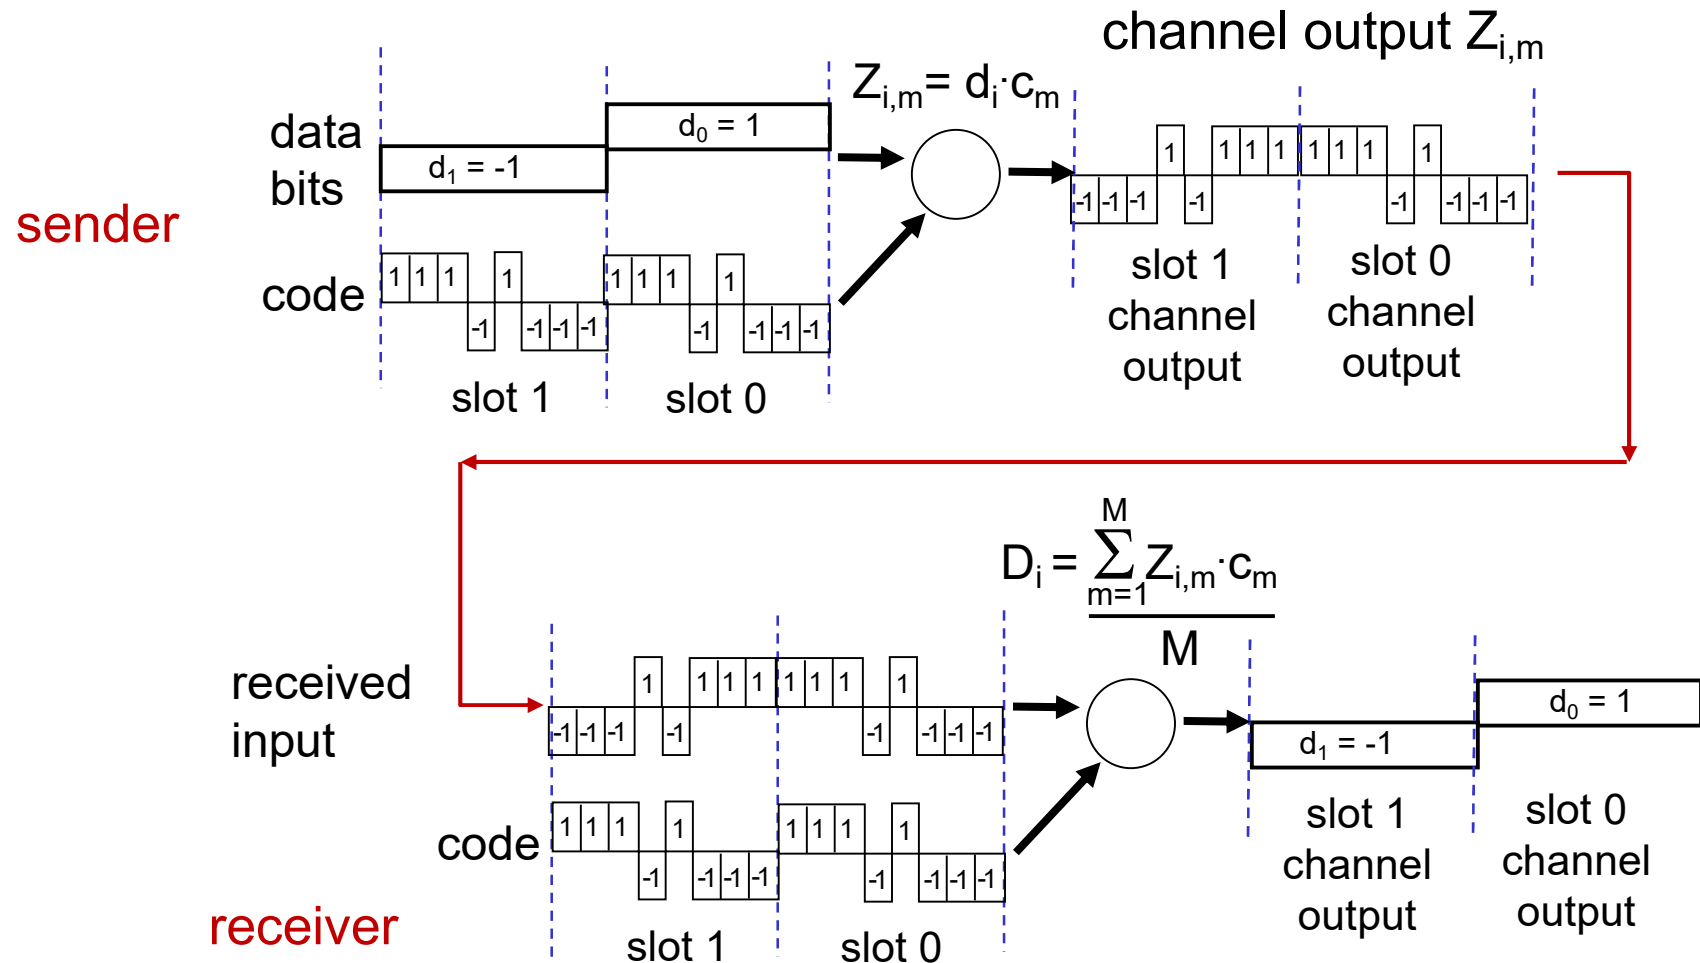 channel output Z_i,m
Z_i,m = d_i·c_m
data
bits
d_1 = -1
d_0 = 1
sender
code
1 1 1 -1 1 -1 -1 -1
1 1 1 -1 1 -1 -1 -1
slot 1
slot 0
-1 -1 -1 1 -1 1 1 1
1 1 1 -1 1 -1 -1 -1
slot 1
channel
output
slot 0
channel
output
D_i = Σ Z_i,m·c_m
M
m=1
M
received
input
-1 -1 -1 1 -1 1 1 1
1 1 1 -1 1 -1 -1 -1
code
1 1 1 -1 1 -1 -1 -1
1 1 1 -1 1 -1 -1 -1
receiver
slot 1
slot 0
d_1 = -1
d_0 = 1
slot 1
channel
output
slot 0
channel
output